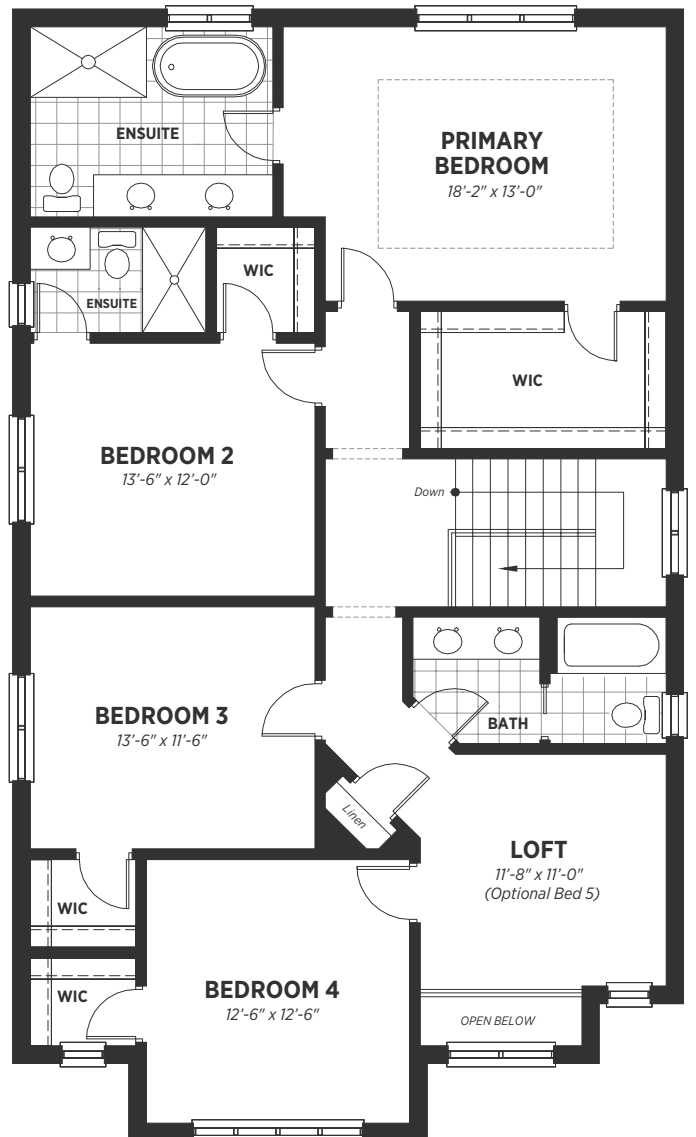 ENSUITE
PRIMARY
BEDROOM
18'-2" x 13'-0"
WIC
ENSUITE
WIC
BEDROOM 2
13'-6" x 12'-0"
Down
BEDROOM 3
13'-6" x 11'-6"
BATH
Linen
LOFT
11'-8" x 11'-0"
(Optional Bed 5)
WIC
WIC
BEDROOM 4
12'-6" x 12'-6"
OPEN BELOW